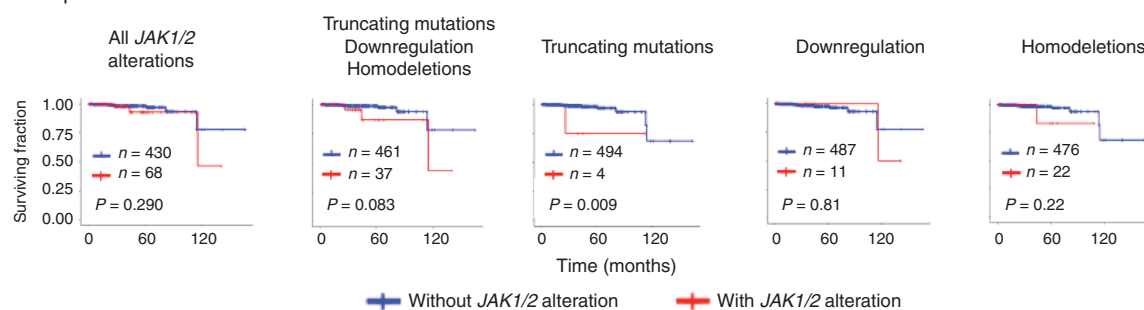 All JAK1/2
alterations
Truncating mutations
Downregulation
Homodeletions
Truncating mutations
Downregulation
Homodeletions
Surviving fraction
1.00
0.75
0.50
0.25
0.00
n = 430
n = 68
P = 0.290
0 60 120
n = 461
n = 37
P = 0.083
0 60 120
n = 494
n = 4
P = 0.009
0 60 120
n = 487
n = 11
P = 0.81
0 60 120
n = 476
n = 22
P = 0.22
0 60 120
Time (months)
Without JAK1/2 alteration
With JAK1/2 alteration